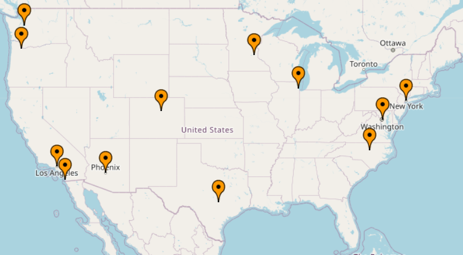 Ottawa
Toronto
New York
Washington
United States
Phoenix
Los Angeles